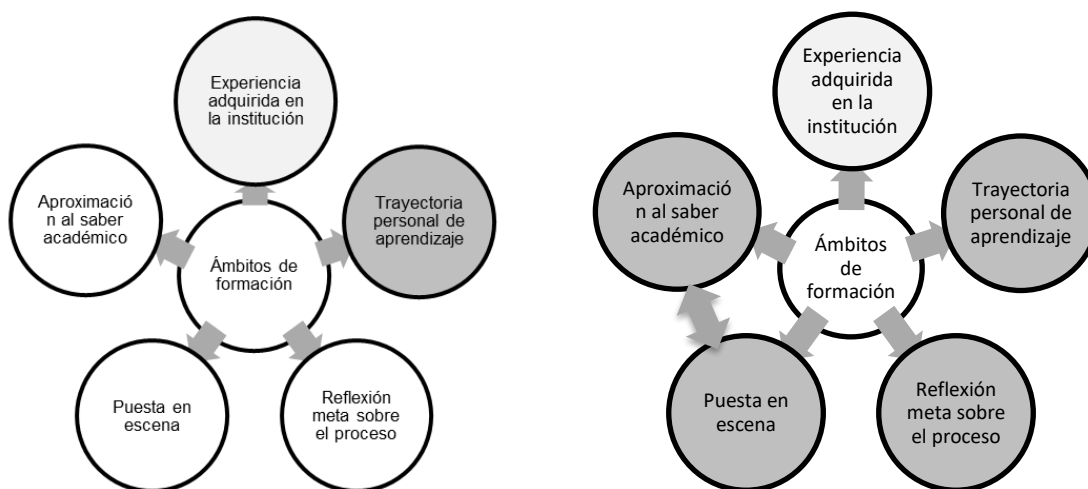 Experiencia
adquirida en
la institución
Aproximació
n al saber
académico
Trayectoria
personal de
aprendizaje
Ámbitos de
formación
Puesta en
escena
Reflexión
meta sobre
el proceso
Experiencia
adquirida
en la
institución
Aproximació
n al saber
académico
Trayectoria
personal de
aprendizaje
Ámbitos
de
formación
Puesta en
escena
Reflexión
meta sobre
el proceso